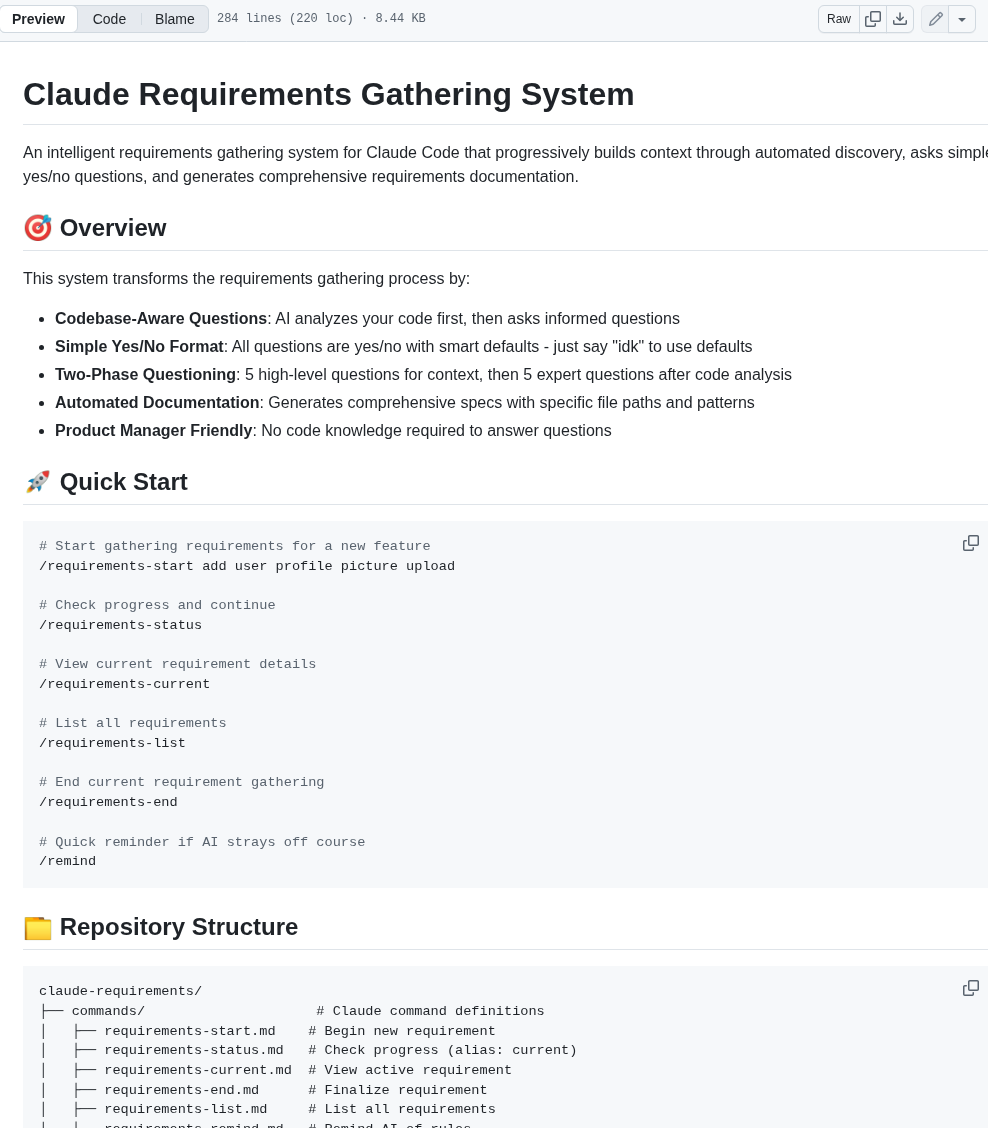 Preview Code Blame 284 lines (220 loc) · 8.44 KB Raw
Claude Requirements Gathering System
An intelligent requirements gathering system for Claude Code that progressively builds context through automated discovery, asks simple
yes/no questions, and generates comprehensive requirements documentation.
🎯 Overview
This system transforms the requirements gathering process by:
• Codebase-Aware Questions: AI analyzes your code first, then asks informed questions
• Simple Yes/No Format: All questions are yes/no with smart defaults - just say "idk" to use defaults
• Two-Phase Questioning: 5 high-level questions for context, then 5 expert questions after code analysis
• Automated Documentation: Generates comprehensive specs with specific file paths and patterns
• Product Manager Friendly: No code knowledge required to answer questions
🚀 Quick Start
# Start gathering requirements for a new feature
/requirements-start add user profile picture upload
# Check progress and continue
/requirements-status
# View current requirement details
/requirements-current
# List all requirements
/requirements-list
# End current requirement gathering
/requirements-end
# Quick reminder if AI strays off course
/remind
🗂️ Repository Structure
claude-requirements/
├── commands/                     # Claude command definitions
│   ├── requirements-start.md    # Begin new requirement
│   ├── requirements-status.md   # Check progress (alias: current)
│   ├── requirements-current.md  # View active requirement
│   ├── requirements-end.md      # Finalize requirement
│   ├── requirements-list.md     # List all requirements
│   ├── requirements-remind.md   # Remind AI of rules